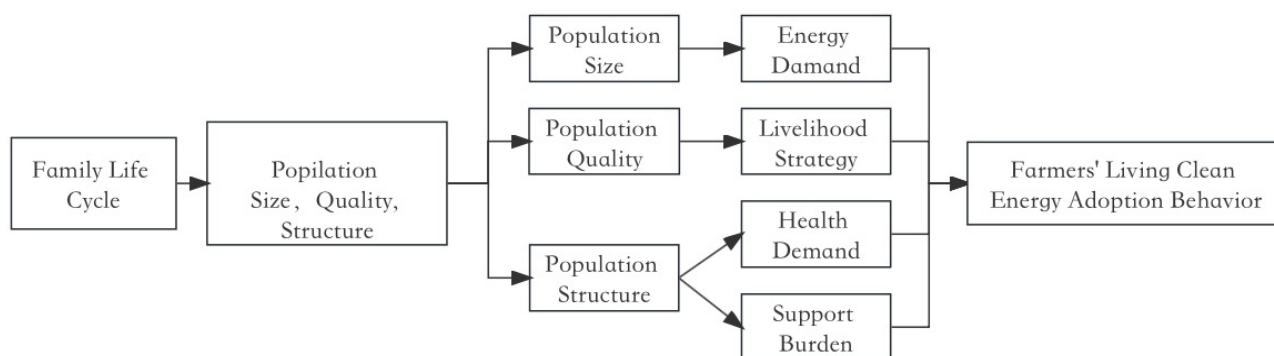 Family Life
Cycle
Popilation
Size， Quality,
Structure
Population
Size
Energy
Damand
Population
Quality
Livelihood
Strategy
Population
Structure
Health
Demand
Support
Burden
Farmers' Living Clean
Energy Adoption Behavior